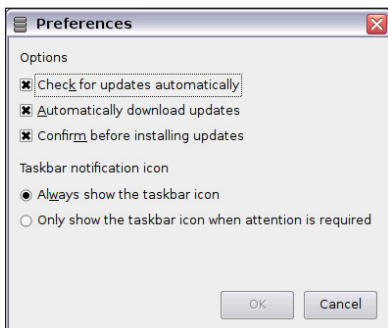 Preferences
Options
Check for updates automatically
Automatically download updates
Confirm before installing updates
Taskbar notification icon
Always show the taskbar icon
Only show the taskbar icon when attention is required
OK Cancel